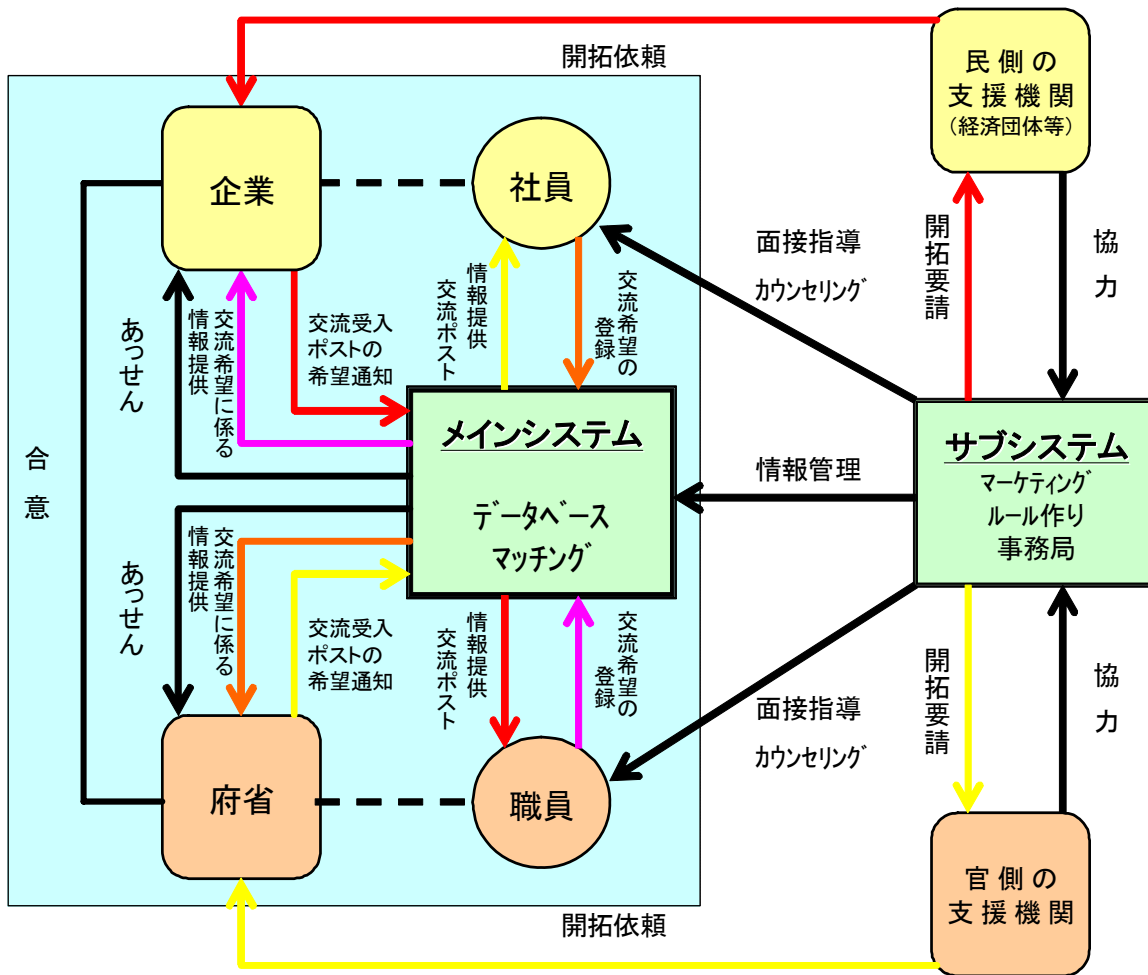 開拓依頼
民側の
支援機関
（経済団体等）
企業
社員
面接指導
カウンセリング
開拓要請
協力
あっせん
交流希望に係る
情報提供
交流受入
ポストの
希望通知
情報提供
交流ポスト
交流希望の
登録
合意
メインシステム
データベース
マッチング
情報管理
サブシステム
マーケティング
ルール作り
事務局
あっせん
交流希望に係る
情報提供
交流受入
ポストの
希望通知
情報提供
交流ポスト
交流希望の
登録
面接指導
カウンセリング
開拓要請
協力
府省
職員
官側の
支援機関
開拓依頼